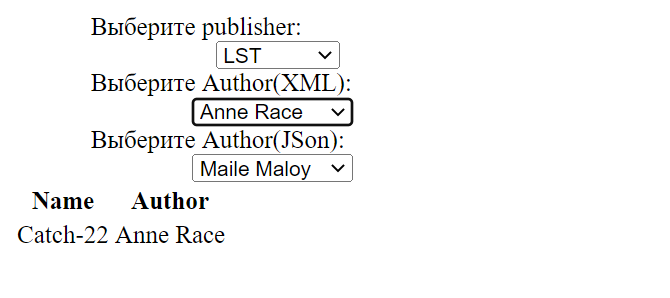 Выберите publisher:
LST
Выберите Author(XML):
Anne Race
Выберите Author(JSon):
Maile Maloy
Name Author
Catch-22 Anne Race